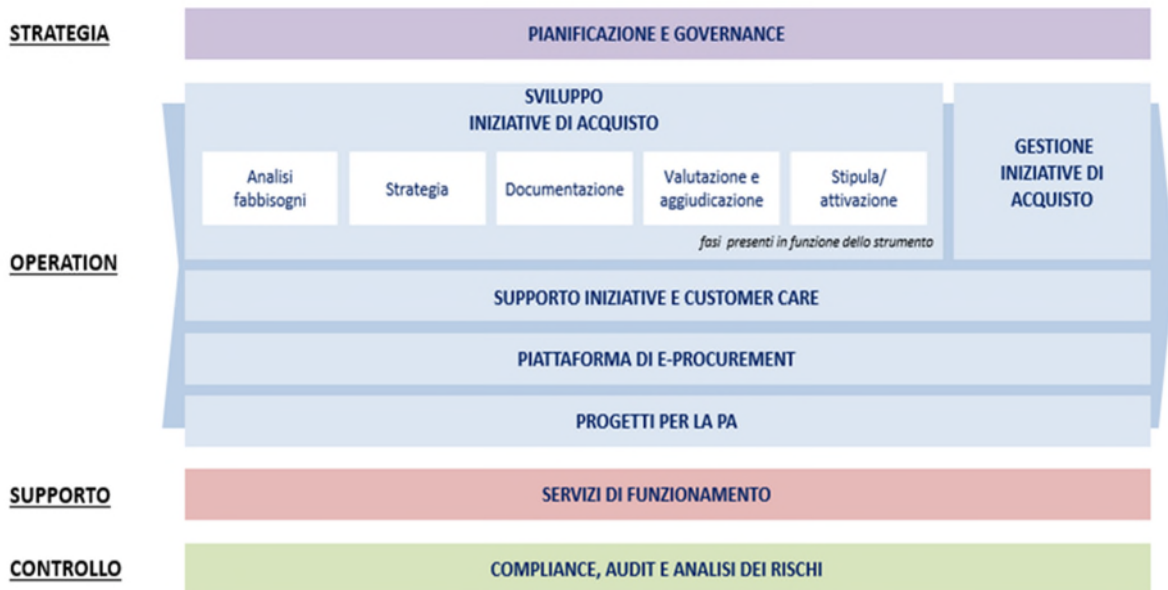 STRATEGIA
PIANIFICAZIONE E GOVERNANCE
OPERATION
SVILUPPO
INIZIATIVE DI ACQUISTO
Analisi
fabbisogni
Strategia
Documentazione
Valutazione e
aggiudicazione
Stipula/
attivazione
fasi presenti in funzione dello strumento
GESTIONE
INIZIATIVE DI
ACQUISTO
SUPPORTO INIZIATIVE E CUSTOMER CARE
PIATTAFORMA DI E-PROCUREMENT
PROGETTI PER LA PA
SUPPORTO
SERVIZI DI FUNZIONAMENTO
CONTROLLO
COMPLIANCE, AUDIT E ANALISI DEI RISCHI